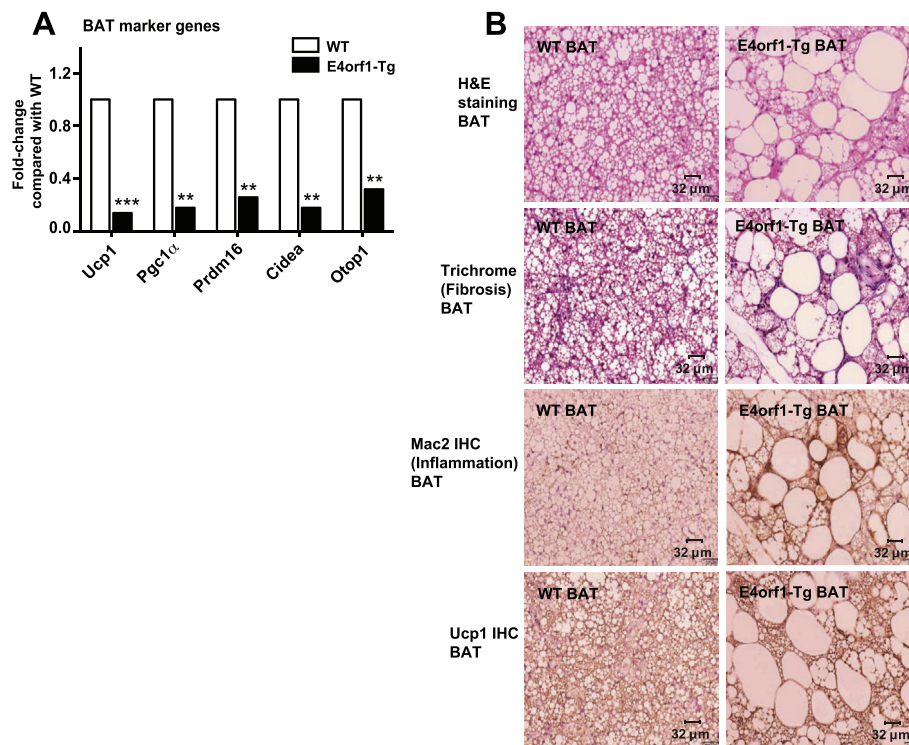 A
BAT marker genes
WT
E4orf1-Tg
Fold-change
compared with WT
1.2
0.8
0.4
0.0
***
**
**
**
**
Ucp1
Pgc1α
Prdm16
Cidea
Otop1
B
H&E
staining
BAT
WT BAT
32 µm
E4orf1-Tg BAT
32 µm
Trichrome
(Fibrosis)
BAT
WT BAT
32 µm
E4orf1-Tg BAT
32 µm
Mac2 IHC
(Inflammation)
BAT
WT BAT
32 µm
E4orf1-Tg BAT
32 µm
Ucp1 IHC
BAT
WT BAT
32 µm
E4orf1-Tg BAT
32 µm